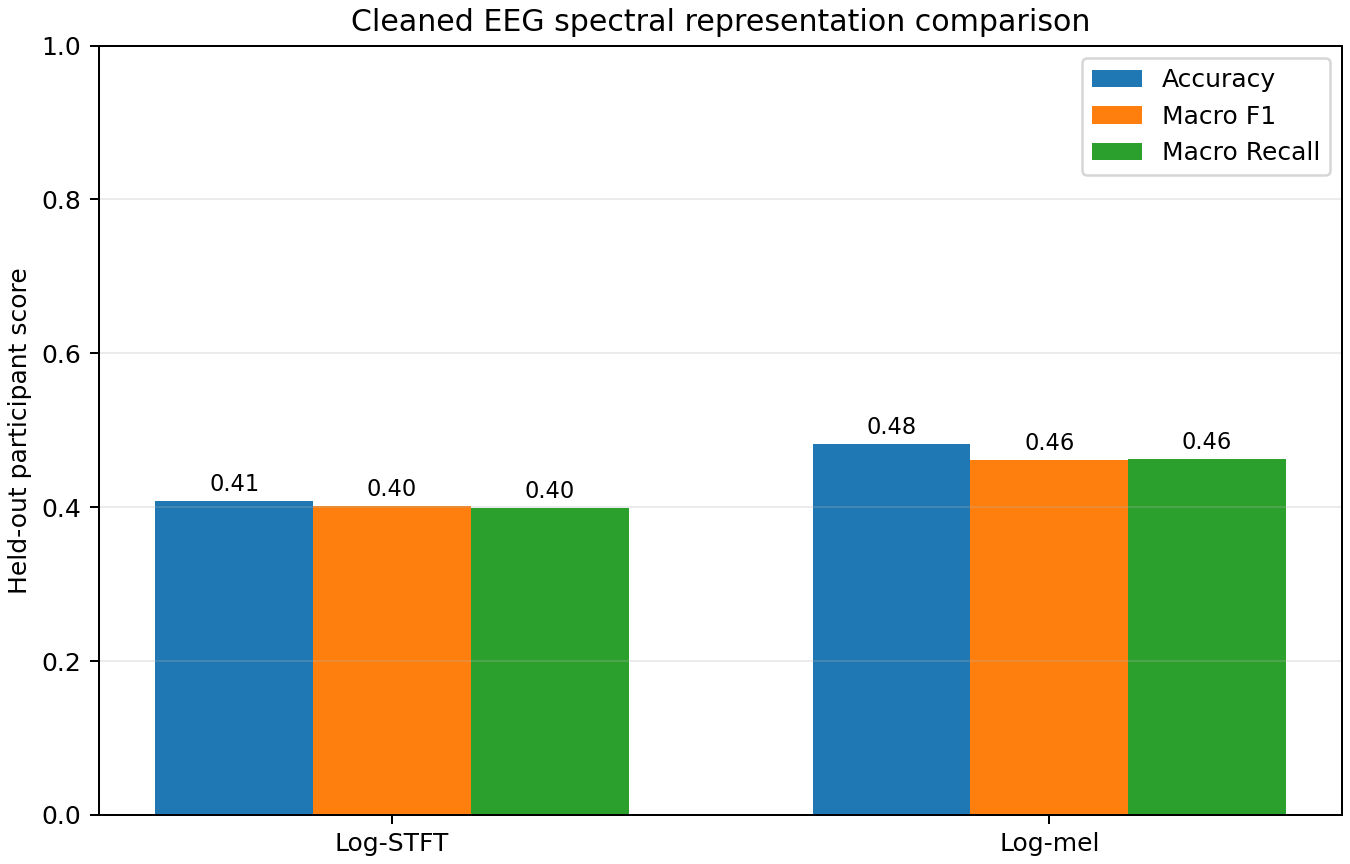 Cleaned EEG spectral representation comparison
Held-out participant score
1.0
0.8
0.6
0.4
0.2
0.0
Accuracy
Macro F1
Macro Recall
0.41
0.40
0.40
0.48
0.46
0.46
Log-STFT
Log-mel